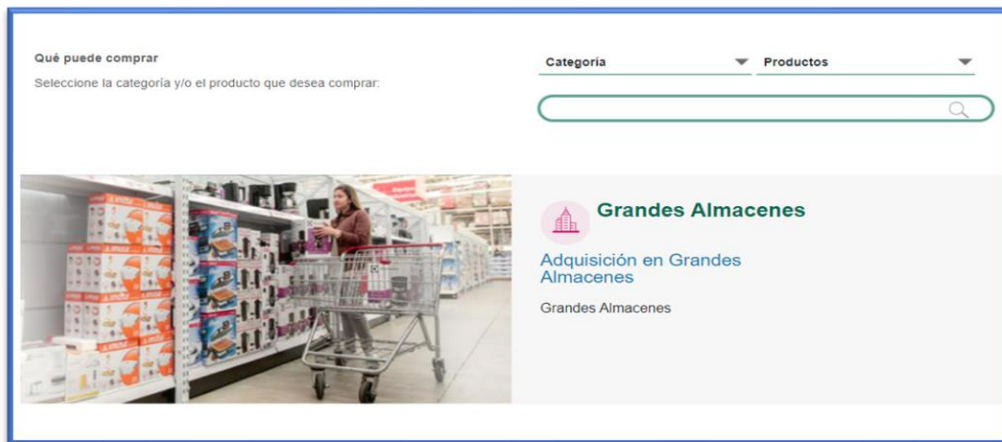 Qué puede comprar
Seleccione la categoría y/o el producto que desea comprar:
Categoría
Productos
Grandes Almacenes
Adquisición en Grandes
Almacenes
Grandes Almacenes